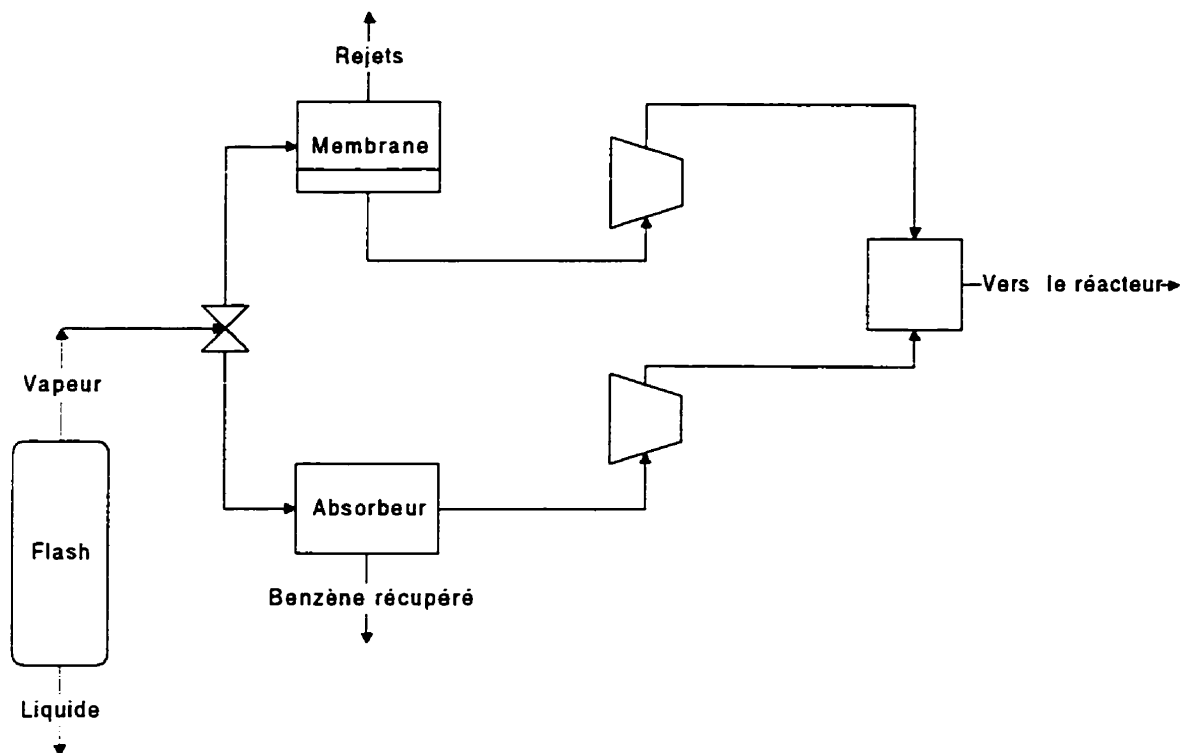 Rejets
Membrane
Vers le réacteur
Vapeur
Absorbeur
Flash
Benzène récupéré
Liquide